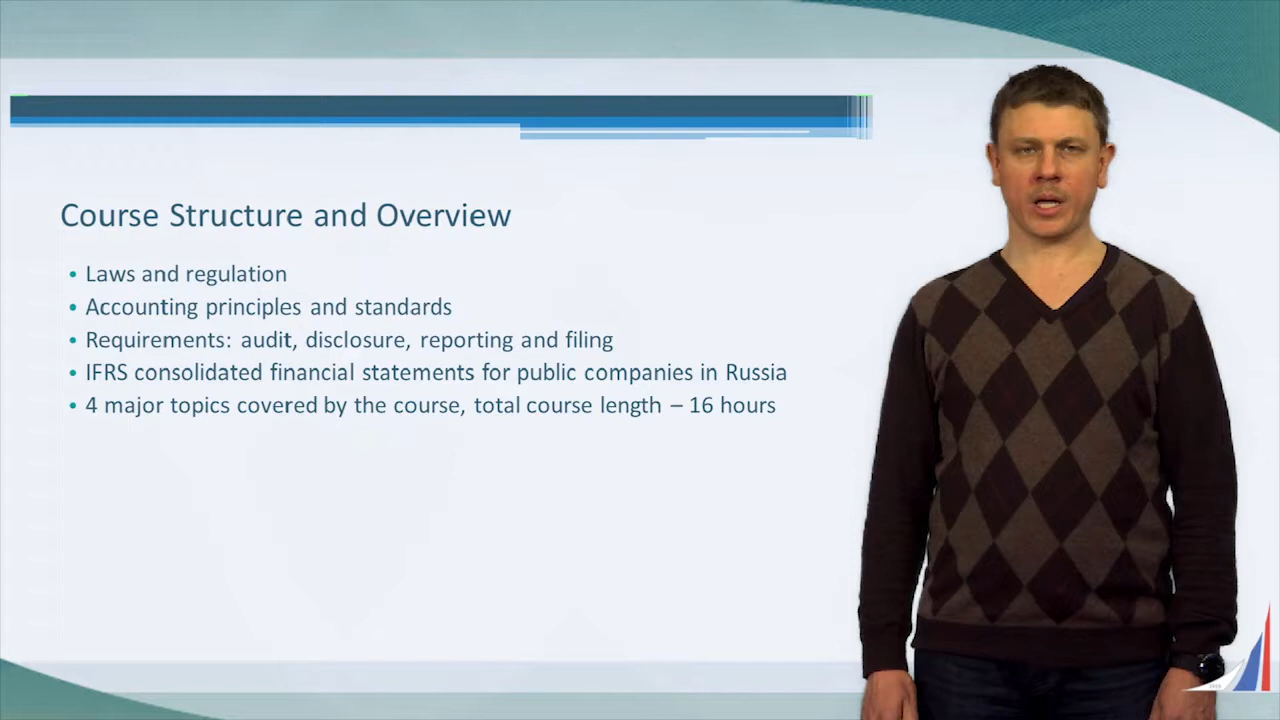 Course Structure and Overview
• Laws and regulation
• Accounting principles and standards
• Requirements: audit, disclosure, reporting and filing
• IFRS consolidated financial statements for public companies in Russia
• 4 major topics covered by the course, total course length – 16 hours